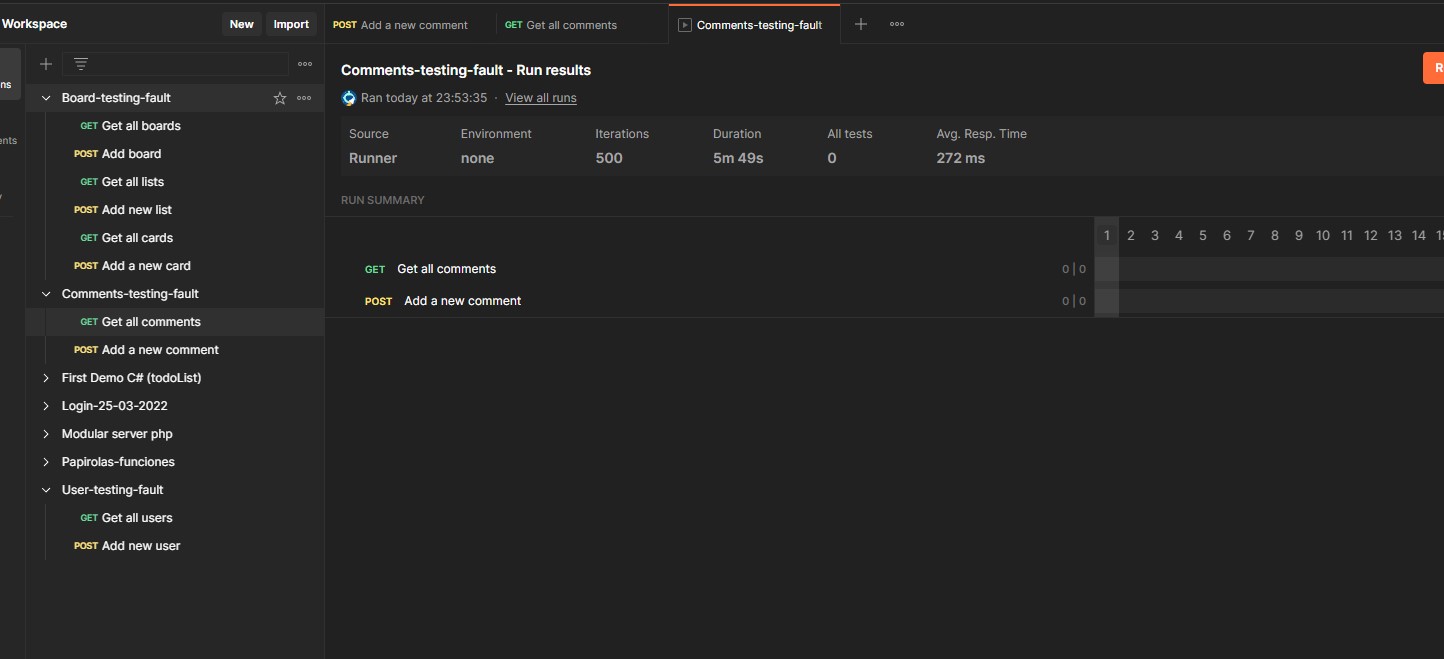 Workspace
New
Import
ns
ents
Board-testing-fault
GET Get all boards
POST Add board
GET Get all lists
POST Add new list
GET Get all cards
POST Add a new card
Comments-testing-fault
GET Get all comments
POST Add a new comment
First Demo C# (todoList)
Login-25-03-2022
Modular server php
Papirolas-funciones
User-testing-fault
GET Get all users
POST Add new user
POST Add a new comment
GET Get all comments
Comments-testing-fault
Comments-testing-fault - Run results
R
Ran today at 23:53:35 · View all runs
Source Environment Iterations Duration All tests Avg. Resp. Time
Runner none 500 5m 49s 0 272 ms
RUN SUMMARY
1 2 3 4 5 6 7 8 9 10 11 12 13 14
GET Get all comments 0 | 0
POST Add a new comment 0 | 0